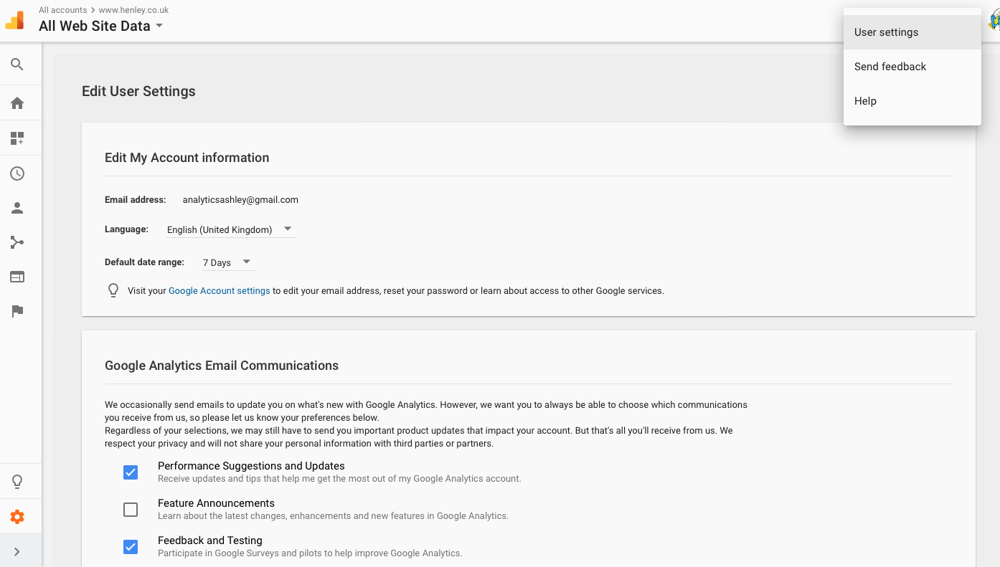 All accounts > www.henley.co.uk
All Web Site Data
User settings
Send feedback
Help
Edit User Settings
Edit My Account information
Email address: analyticsashley@gmail.com
Language: English (United Kingdom)
Default date range: 7 Days
Visit your Google Account settings to edit your email address, reset your password or learn about access to other Google services.
Google Analytics Email Communications
We occasionally send emails to update you on what's new with Google Analytics. However, we want you to always be able to choose which communications
you receive from us, so please let us know your preferences below.
Regardless of your selections, we may still have to send you important product updates that impact your account. But that's all you'll receive from us. We
respect your privacy and will not share your personal information with third parties or partners.
Performance Suggestions and Updates
Receive updates and tips that help me get the most out of my Google Analytics account.
Feature Announcements
Learn about the latest changes, enhancements and new features in Google Analytics.
Feedback and Testing
Participate in Google Surveys and pilots to help improve Google Analytics.